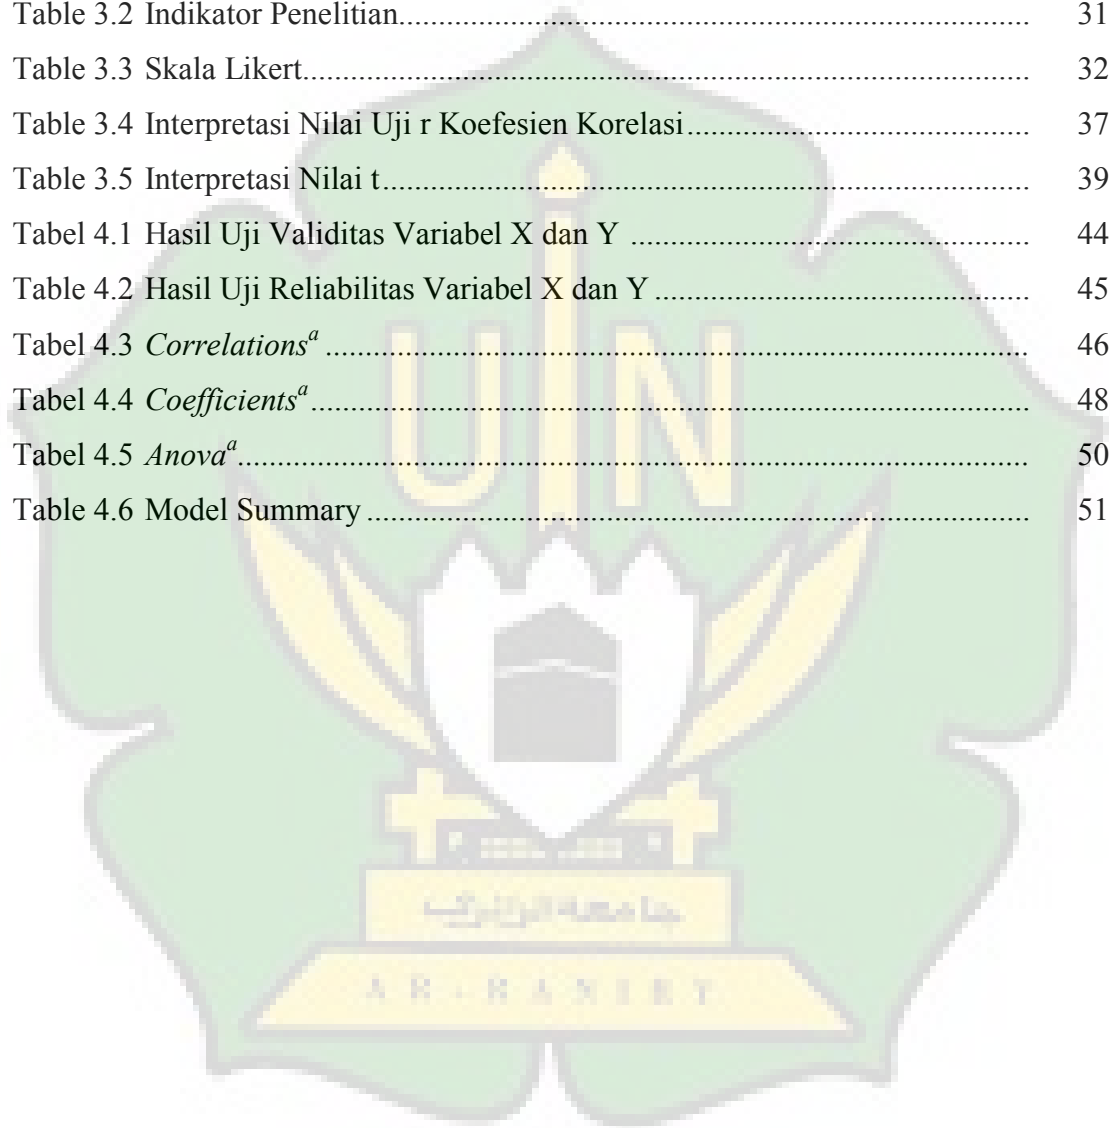 Table 3.2 Indikator Penelitian............................................................................... 31
Table 3.3 Skala Likert........................................................................................... 32
Table 3.4 Interpretasi Nilai Uji r Koefesien Korelasi........................................... 37
Table 3.5 Interpretasi Nilai t................................................................................. 39
Tabel 4.1 Hasil Uji Validitas Variabel X dan Y .................................................. 44
Table 4.2 Hasil Uji Reliabilitas Variabel X dan Y ............................................... 45
Tabel 4.3 Correlationsᵃ ........................................................................................ 46
Tabel 4.4 Coefficientsᵃ.......................................................................................... 48
Tabel 4.5 Anovaᵃ................................................................................................... 50
Table 4.6 Model Summary ................................................................................... 51
UIN
جامعة الرانيري
AR-RANIRY